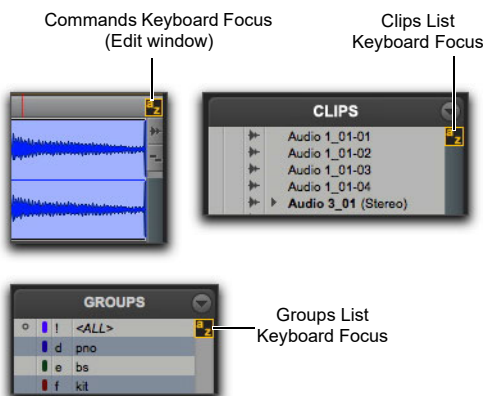 Commands Keyboard Focus
(Edit window)
Clips List
Keyboard Focus
a z
CLIPS
a z
Audio 1_01-01
Audio 1_01-02
Audio 1_01-03
Audio 1_01-04
Audio 3_01 (Stereo)
GROUPS
! <ALL>
a z
d pno
e bs
f kit
Groups List
Keyboard Focus